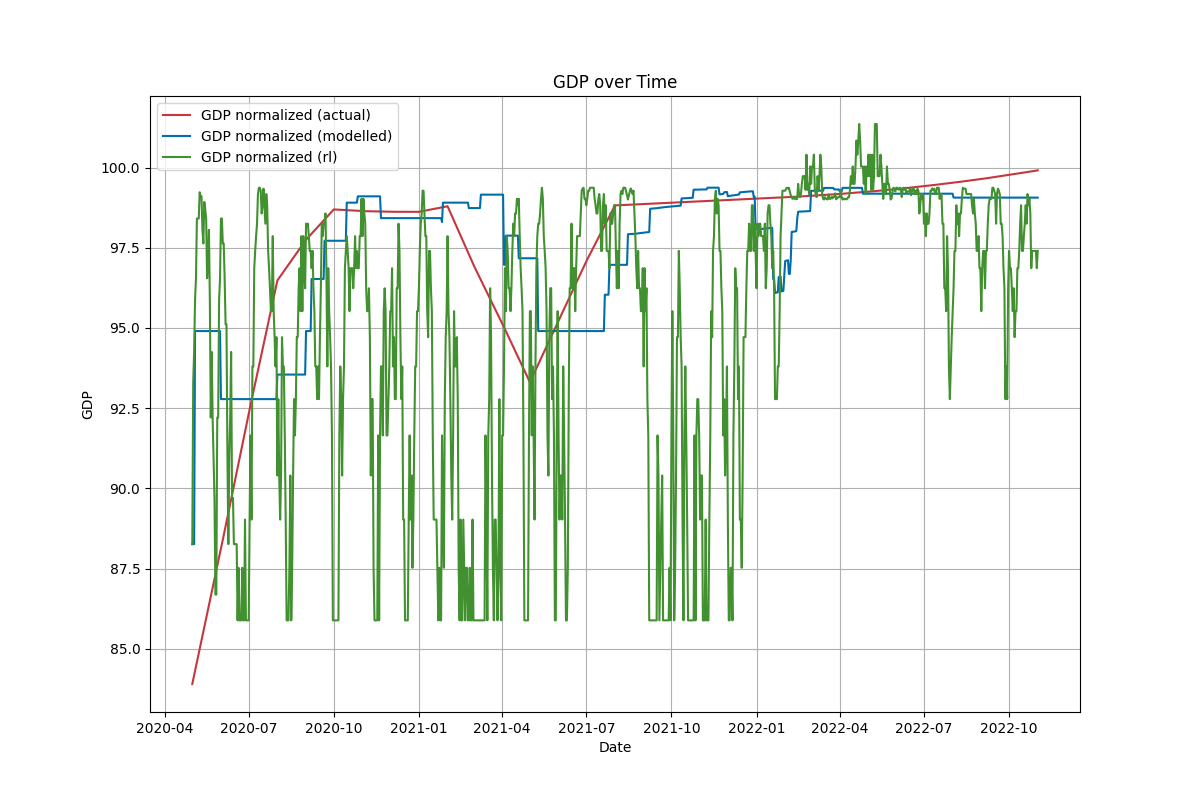 GDP over Time
GDP normalized (actual)
GDP normalized (modelled)
GDP normalized (rl)
100.0
97.5
95.0
92.5
90.0
87.5
85.0
GDP
2020-04 2020-07 2020-10 2021-01 2021-04 2021-07 2021-10 2022-01 2022-04 2022-07 2022-10
Date